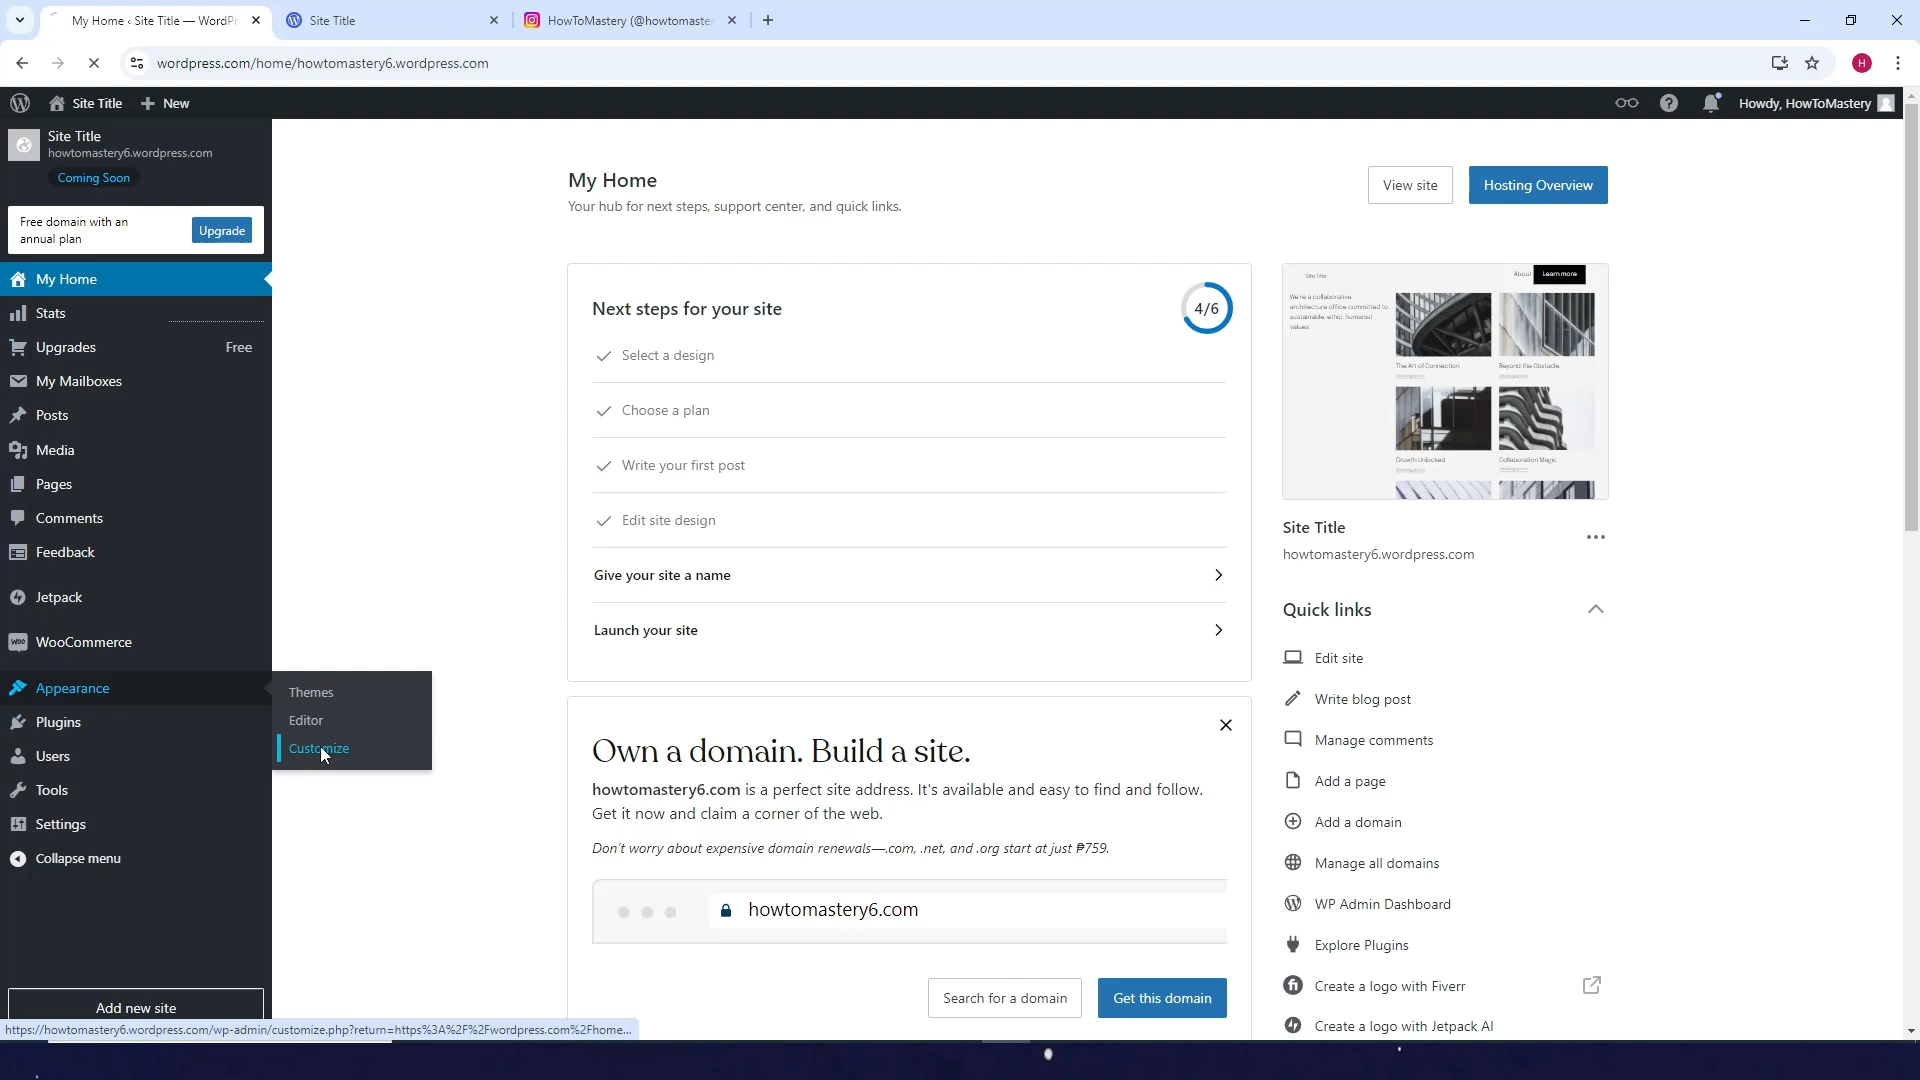 My Home ‹ Site Title — WordPr
Site Title
HowToMastery (@howtomaster
wordpress.com/home/howtomastery6.wordpress.com
H
Site Title
New
Howdy, HowToMastery
Site Title
howtomastery6.wordpress.com
Coming Soon
Free domain with an
annual plan
Upgrade
My Home
Stats
Upgrades
Free
My Mailboxes
Posts
Media
Pages
Comments
Feedback
Jetpack
WooCommerce
Appearance
Plugins
Users
Tools
Settings
Collapse menu
Add new site
Themes
Editor
Customize
My Home
Your hub for next steps, support center, and quick links.
View site
Hosting Overview
Next steps for your site
4/6
Select a design
Choose a plan
Write your first post
Edit site design
Give your site a name
Launch your site
Own a domain. Build a site.
howtomastery6.com is a perfect site address. It's available and easy to find and follow.
Get it now and claim a corner of the web.
Don't worry about expensive domain renewals—.com, .net, and .org start at just ₱759.
howtomastery6.com
Search for a domain
Get this domain
Site Title
About
Learn more
We're a collaborative
architecture office committed to
sustainable, ethic, humanist
values.
The Art of Connection
Beyond the Obstacle
Growth Unlocked
Collaboration Magic
Site Title
howtomastery6.wordpress.com
Quick links
Edit site
Write blog post
Manage comments
Add a page
Add a domain
Manage all domains
WP Admin Dashboard
Explore Plugins
Create a logo with Fiverr
Create a logo with Jetpack AI
https://howtomastery6.wordpress.com/wp-admin/customize.php?return=https%3A%2F%2Fwordpress.com%2Fhome...